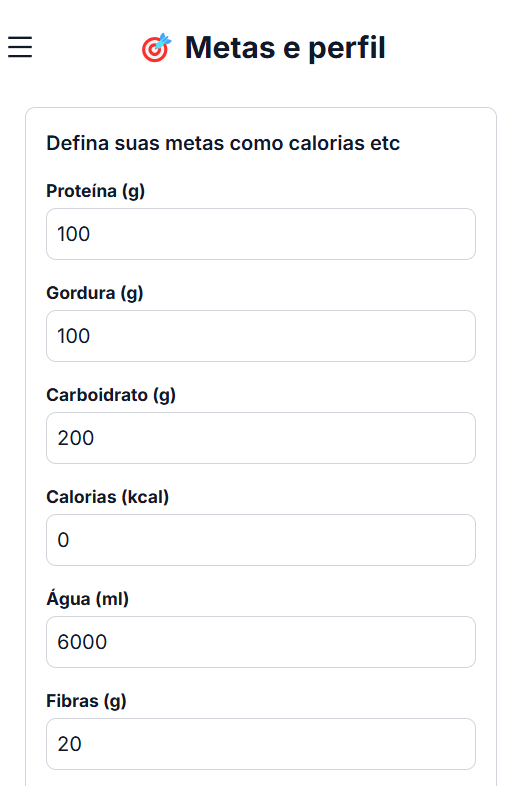 🎯 Metas e perfil
Defina suas metas como calorias etc
Proteína (g)
100
Gordura (g)
100
Carboidrato (g)
200
Calorias (kcal)
0
Água (ml)
6000
Fibras (g)
20